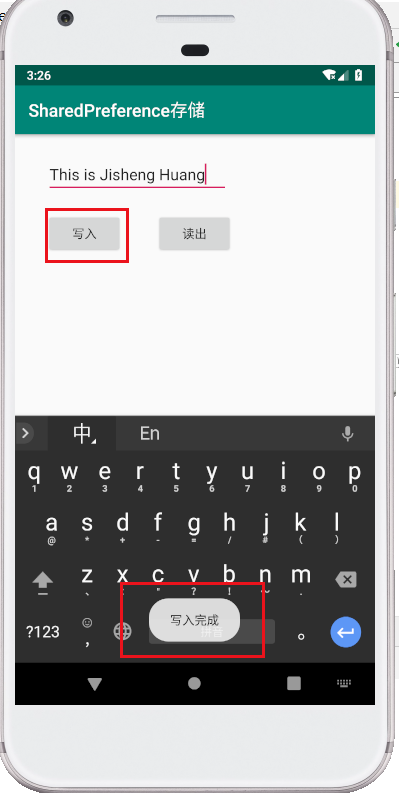 3:26
SharedPreference存储
This is Jisheng Huang
写入 读出
中 En
q w e r t y u i o p
1 2 3 4 5 6 7 8 9 0
a s d f g h j k l
@ * + - = / # ( )
z x c v b n m
、 : " ? ! ~ .
写入完成
?123 , 拼音 。